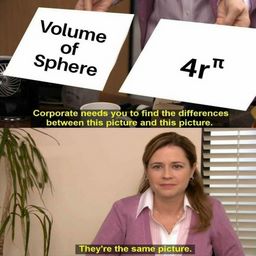 Volume
of
Sphere
4r^π
Corporate needs you to find the differences
between this picture and this picture.
They're the same picture.